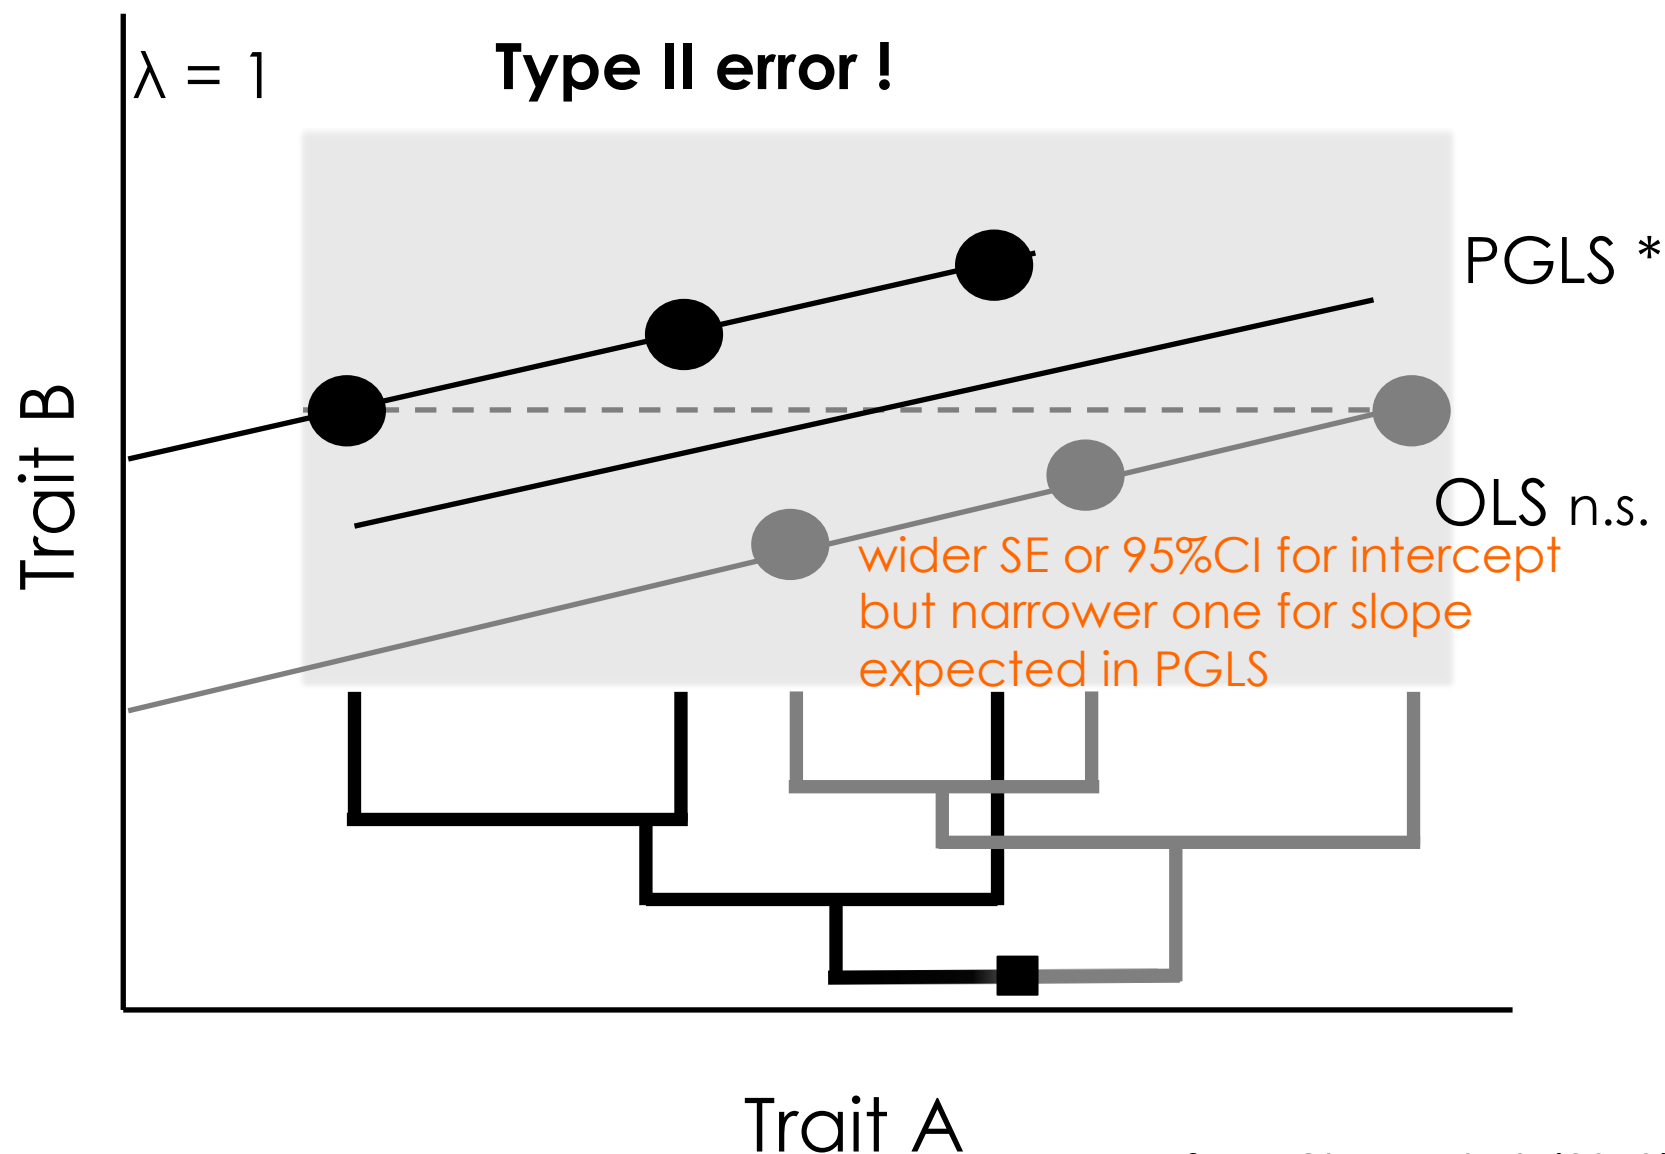 λ = 1
Type II error !
PGLS *
Trait B
OLS n.s.
wider SE or 95%CI for intercept
but narrower one for slope
expected in PGLS
Trait A